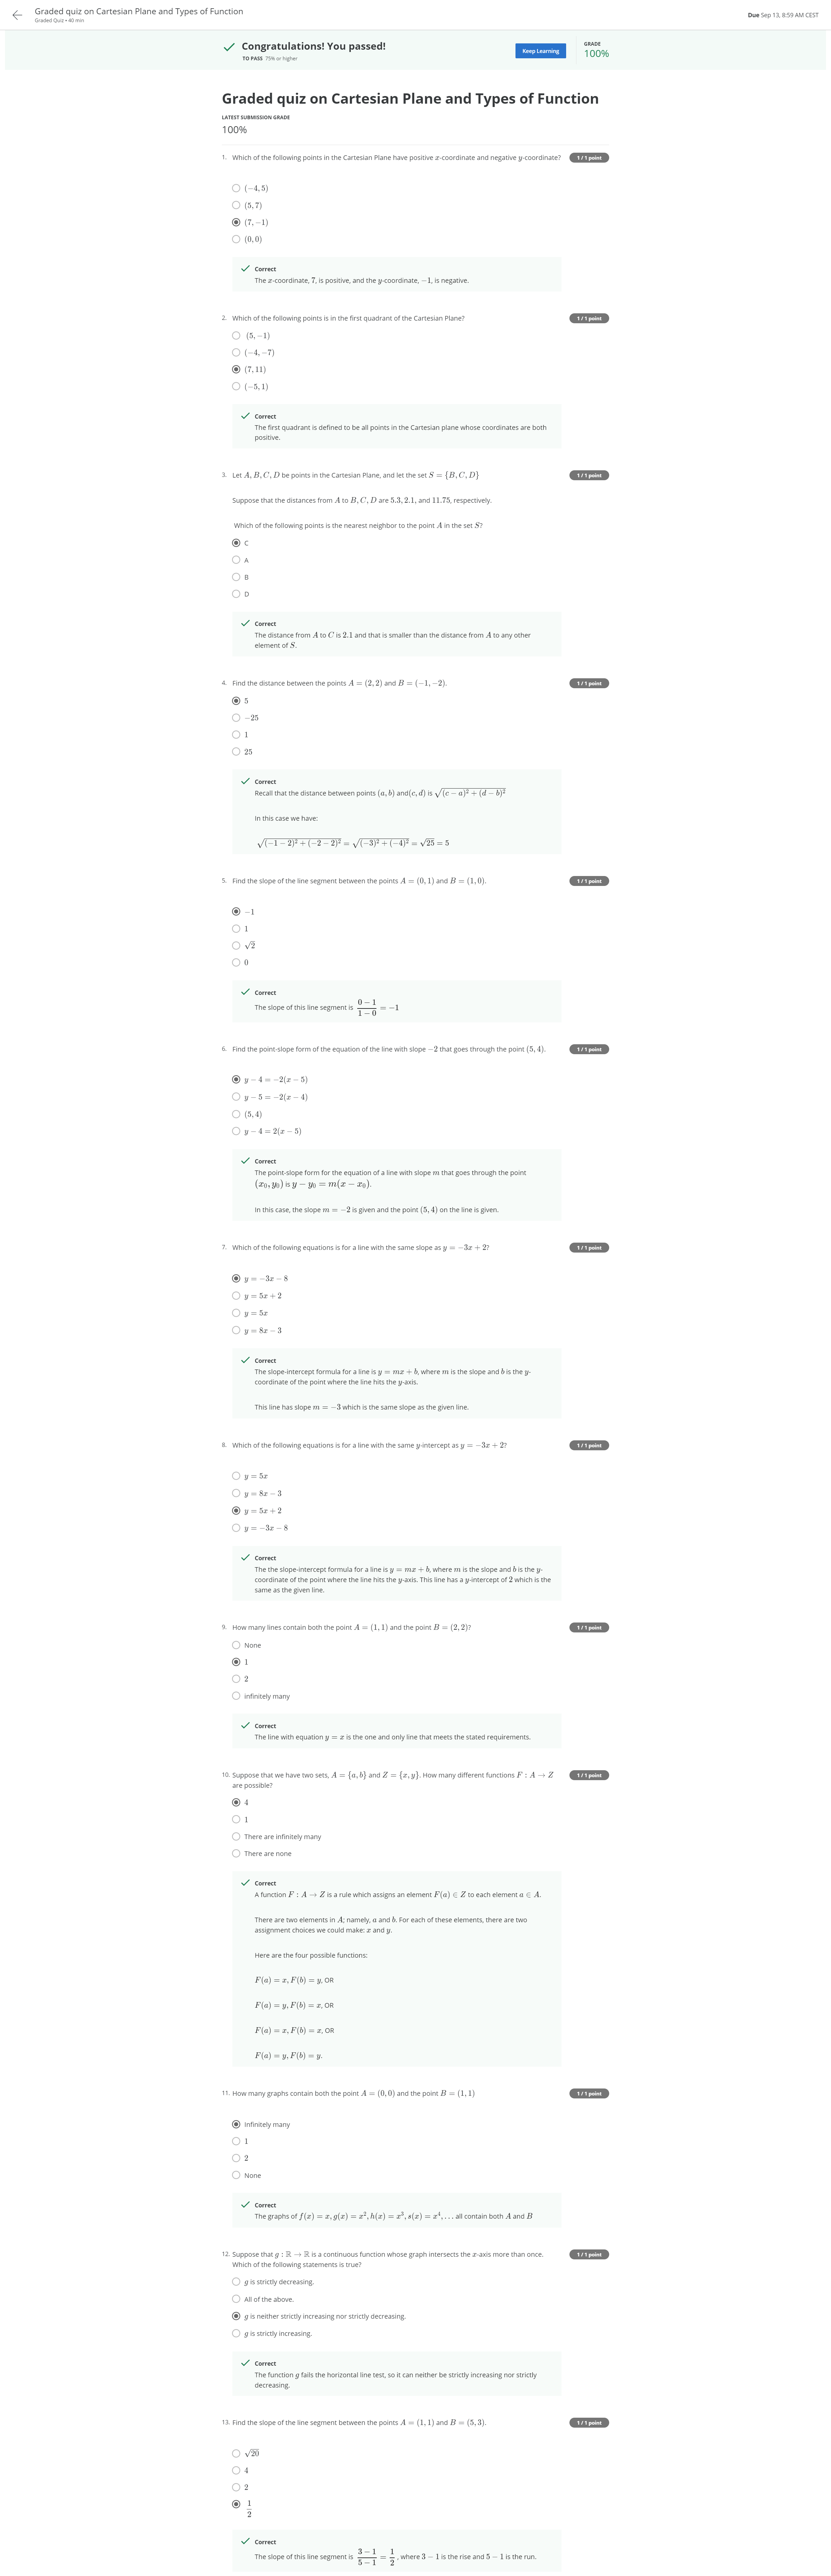 Graded quiz on Cartesian Plane and Types of Function
Graded Quiz • 40 min
Due Sep 13, 8:59 AM CEST
Congratulations! You passed!
TO PASS 75% or higher
Keep Learning
GRADE
100%
Graded quiz on Cartesian Plane and Types of Function
LATEST SUBMISSION GRADE
100%
1. Which of the following points in the Cartesian Plane have positive x-coordinate and negative y-coordinate?
1 / 1 point
(−4, 5)
(5, 7)
(7, −1)
(0, 0)
Correct
The x-coordinate, 7, is positive, and the y-coordinate, −1, is negative.
2. Which of the following points is in the first quadrant of the Cartesian Plane?
1 / 1 point
(5, −1)
(−4, −7)
(7, 11)
(−5, 1)
Correct
The first quadrant is defined to be all points in the Cartesian plane whose coordinates are both
positive.
3. Let A, B, C, D be points in the Cartesian Plane, and let the set S = {B, C, D}
1 / 1 point
Suppose that the distances from A to B, C, D are 5.3, 2.1, and 11.75, respectively.
Which of the following points is the nearest neighbor to the point A in the set S?
C
A
B
D
Correct
The distance from A to C is 2.1 and that is smaller than the distance from A to any other
element of S.
4. Find the distance between the points A = (2, 2) and B = (−1, −2).
1 / 1 point
5
−25
1
25
Correct
Recall that the distance between points (a, b) and(c, d) is √(c − a)² + (d − b)²
In this case we have:
√(−1 − 2)² + (−2 − 2)² = √(−3)² + (−4)² = √25 = 5
5. Find the slope of the line segment between the points A = (0, 1) and B = (1, 0).
1 / 1 point
−1
1
√2
0
Correct
The slope of this line segment is (0 − 1)/(1 − 0) = −1
6. Find the point-slope form of the equation of the line with slope −2 that goes through the point (5, 4).
1 / 1 point
y − 4 = −2(x − 5)
y − 5 = −2(x − 4)
(5, 4)
y − 4 = 2(x − 5)
Correct
The point-slope form for the equation of a line with slope m that goes through the point
(x₀, y₀) is y − y₀ = m(x − x₀).
In this case, the slope m = −2 is given and the point (5, 4) on the line is given.
7. Which of the following equations is for a line with the same slope as y = −3x + 2?
1 / 1 point
y = −3x − 8
y = 5x + 2
y = 5x
y = 8x − 3
Correct
The slope-intercept formula for a line is y = mx + b, where m is the slope and b is the y-
coordinate of the point where the line hits the y-axis.
This line has slope m = −3 which is the same slope as the given line.
8. Which of the following equations is for a line with the same y-intercept as y = −3x + 2?
1 / 1 point
y = 5x
y = 8x − 3
y = 5x + 2
y = −3x − 8
Correct
The the slope-intercept formula for a line is y = mx + b, where m is the slope and b is the y-
coordinate of the point where the line hits the y-axis. This line has a y-intercept of 2 which is the
same as the given line.
9. How many lines contain both the point A = (1, 1) and the point B = (2, 2)?
1 / 1 point
None
1
2
infinitely many
Correct
The line with equation y = x is the one and only line that meets the stated requirements.
10. Suppose that we have two sets, A = {a, b} and Z = {x, y}. How many different functions F : A → Z
are possible?
1 / 1 point
4
1
There are infinitely many
There are none
Correct
A function F : A → Z is a rule which assigns an element F(a) ∈ Z to each element a ∈ A.
There are two elements in A; namely, a and b. For each of these elements, there are two
assignment choices we could make: x and y.
Here are the four possible functions:
F(a) = x, F(b) = y, OR
F(a) = y, F(b) = x, OR
F(a) = x, F(b) = x, OR
F(a) = y, F(b) = y.
11. How many graphs contain both the point A = (0, 0) and the point B = (1, 1)
1 / 1 point
Infinitely many
1
2
None
Correct
The graphs of f(x) = x, g(x) = x², h(x) = x³, s(x) = x⁴, . . . all contain both A and B
12. Suppose that g : ℝ → ℝ is a continuous function whose graph intersects the x-axis more than once.
Which of the following statements is true?
1 / 1 point
g is strictly decreasing.
All of the above.
g is neither strictly increasing nor strictly decreasing.
g is strictly increasing.
Correct
The function g fails the horizontal line test, so it can neither be strictly increasing nor strictly
decreasing.
13. Find the slope of the line segment between the points A = (1, 1) and B = (5, 3).
1 / 1 point
√20
4
2
1/2
Correct
The slope of this line segment is (3 − 1)/(5 − 1) = 1/2, where 3 − 1 is the rise and 5 − 1 is the run.